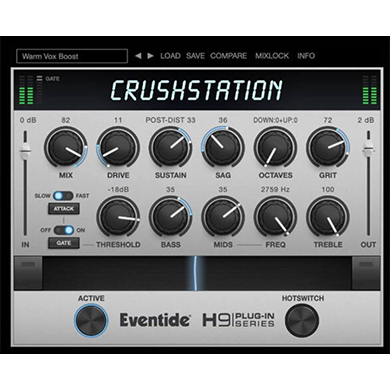 Warm Vox Boost ◀ ▶ LOAD SAVE COMPARE MIXLOCK INFO
GATE
CRUSHSTATION
0 dB 82 11 POST-DIST 33 36 DOWN:0+UP:0 72 2 dB
MIX DRIVE SUSTAIN SAG OCTAVES GRIT
SLOW FAST -18dB 35 35 2759 Hz 100
ATTACK
OFF ON
IN GATE THRESHOLD BASS MIDS FREQ TREBLE OUT
ACTIVE HOTSWITCH
Eventide® H9 PLUG-IN SERIES